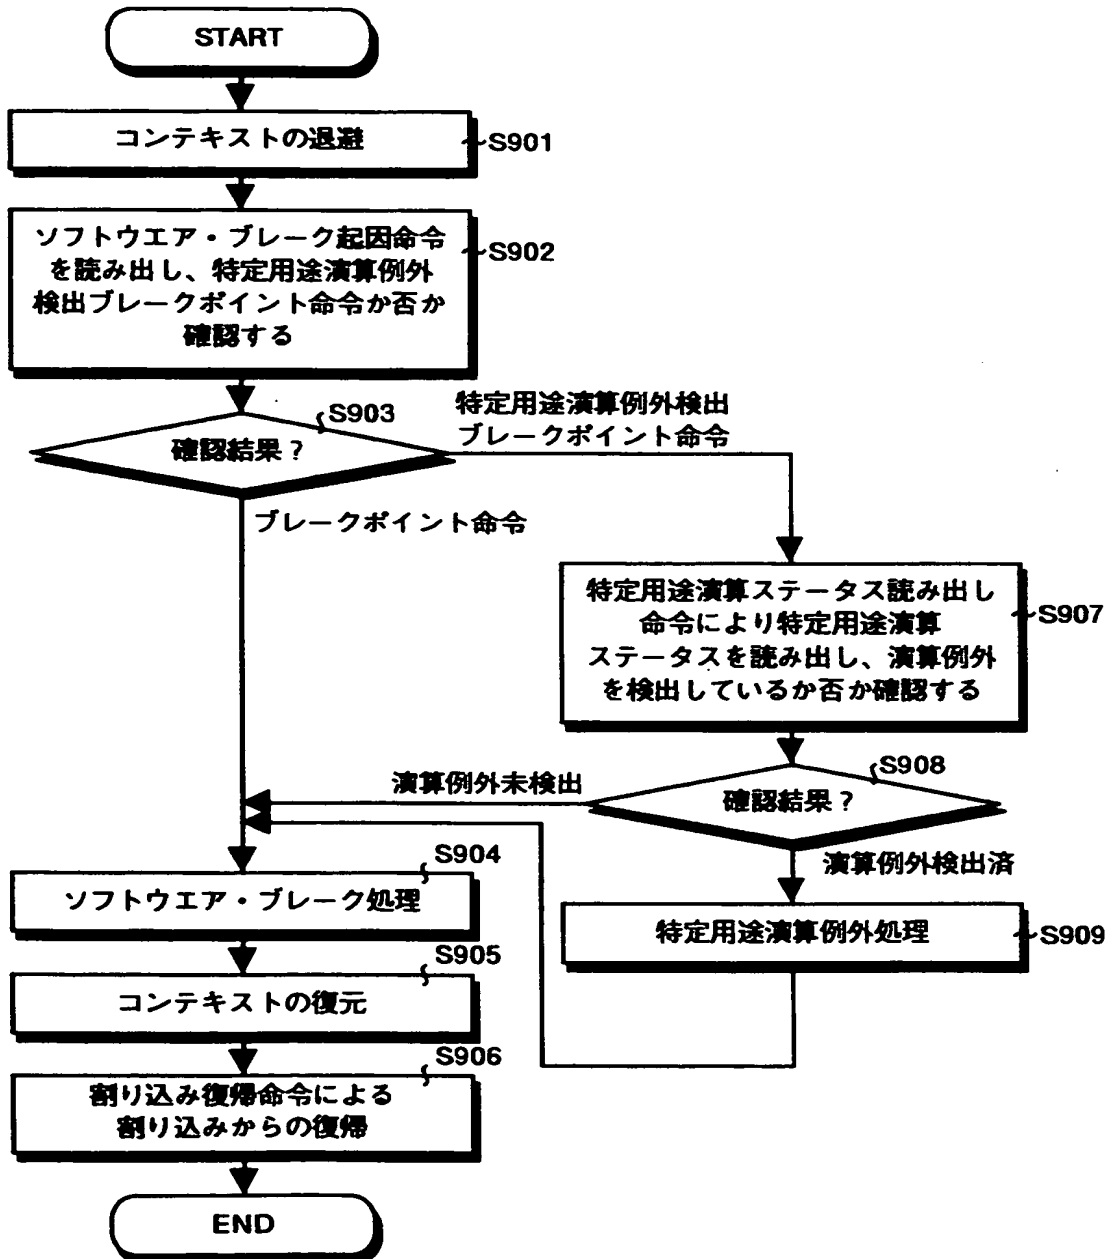 START
コンテキストの退避
S901
ソフトウエア・ブレーク起因命令
を読み出し、特定用途演算例外
検出ブレークポイント命令か否か
確認する
S902
S903
確認結果？
特定用途演算例外検出
ブレークポイント命令
ブレークポイント命令
特定用途演算ステータス読み出し
命令により特定用途演算
ステータスを読み出し、演算例外
を検出しているか否か確認する
S907
S908
確認結果？
演算例外未検出
演算例外検出済
特定用途演算例外処理
S909
S904
ソフトウエア・ブレーク処理
S905
コンテキストの復元
S906
割り込み復帰命令による
割り込みからの復帰
END